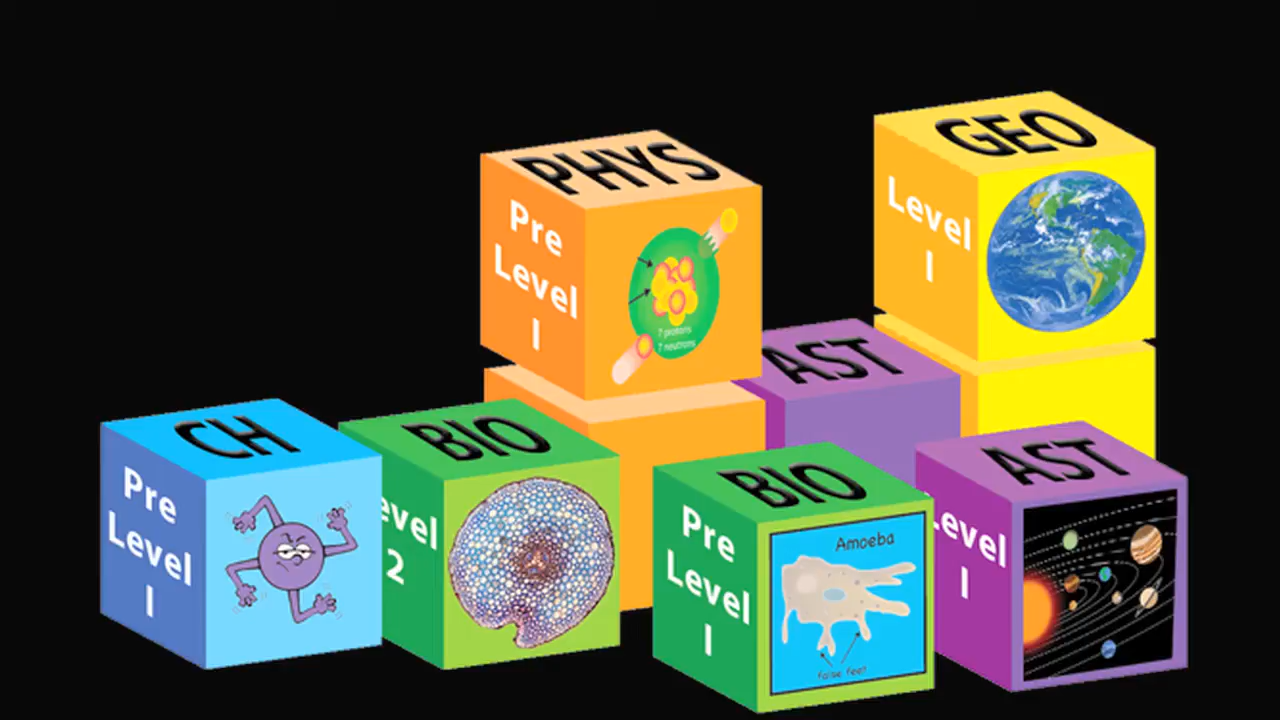 PHYS
Pre
Level
I
7 protons
7 neutrons
GEO
Level
I
AST
CH
Pre
Level
I
BIO
evel
2
BIO
Pre
Level
I
Amoeba
false feet
AST
Level
I